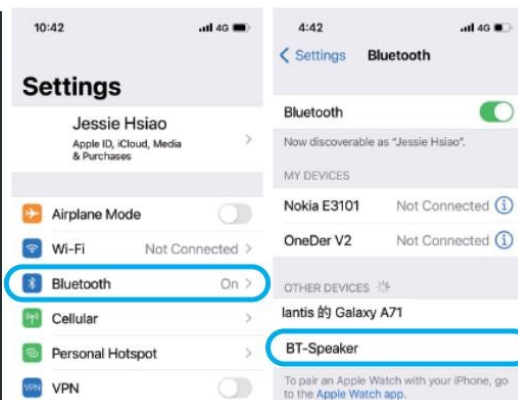 10:42
4G
Settings
Jessie Hsiao
Apple ID, iCloud, Media
& Purchases
Airplane Mode
Wi-Fi Not Connected
Bluetooth On
Cellular
Personal Hotspot
VPN VPN
4:42
4G
Settings Bluetooth
Bluetooth
Now discoverable as "Jessie Hsiao".
MY DEVICES
Nokia E3101 Not Connected
OneDer V2 Not Connected
OTHER DEVICES
lantis 的 Galaxy A71
BT-Speaker
To pair an Apple Watch with your iPhone, go
to the Apple Watch app.